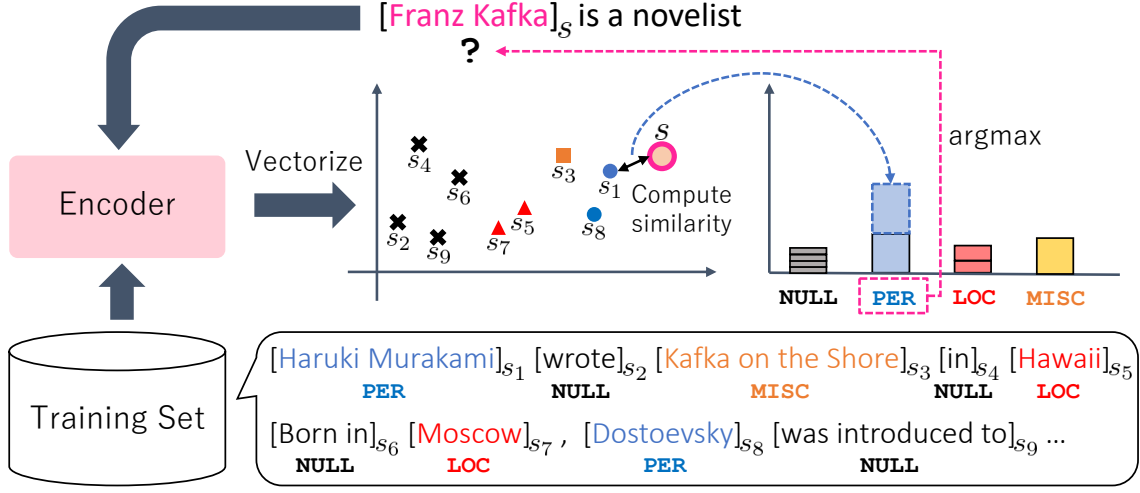 [Franz Kafka]s is a novelist
?
argmax
Vectorize
Encoder
s
s4
s3
s1
s6
Compute
similarity
s5
s8
s2
s9
s7
NULL PER LOC MISC
Training Set
[Haruki Murakami]s1 [wrote]s2 [Kafka on the Shore]s3 [in]s4 [Hawaii]s5
PER NULL MISC NULL LOC
[Born in]s6 [Moscow]s7 , [Dostoevsky]s8 [was introduced to]s9 ...
NULL LOC PER NULL